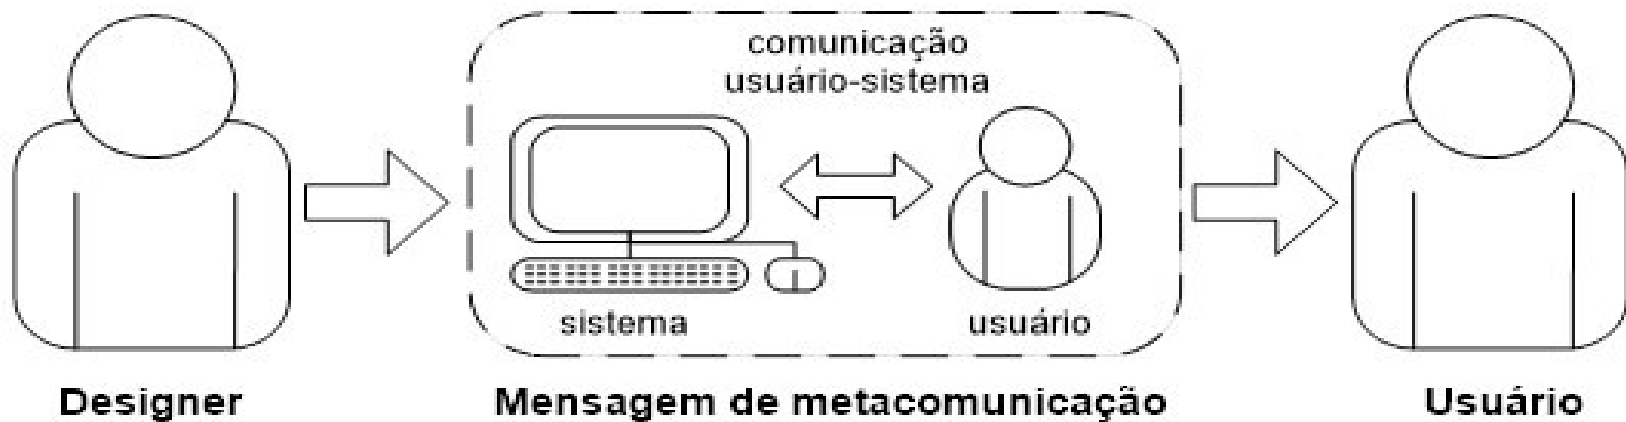 comunicação
usuário-sistema
sistema
usuário
Designer
Mensagem de metacomunicação
Usuário